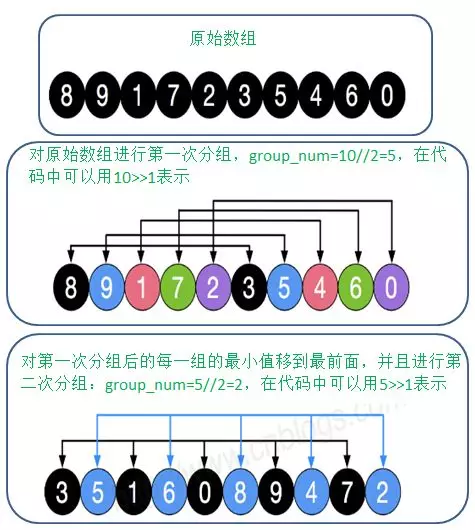 原始数组
8 9 1 7 2 3 5 4 6 0
对原始数组进行第一次分组，group_num=10//2=5，在代
码中可以用10>>1表示
8 9 1 7 2 3 5 4 6 0
对第一次分组后的每一组的最小值移到最前面，并且进行第
二次分组：group_num=5//2=2，在代码中可以用5>>1表示
www.cnblogs.com
3 5 1 6 0 8 9 4 7 2